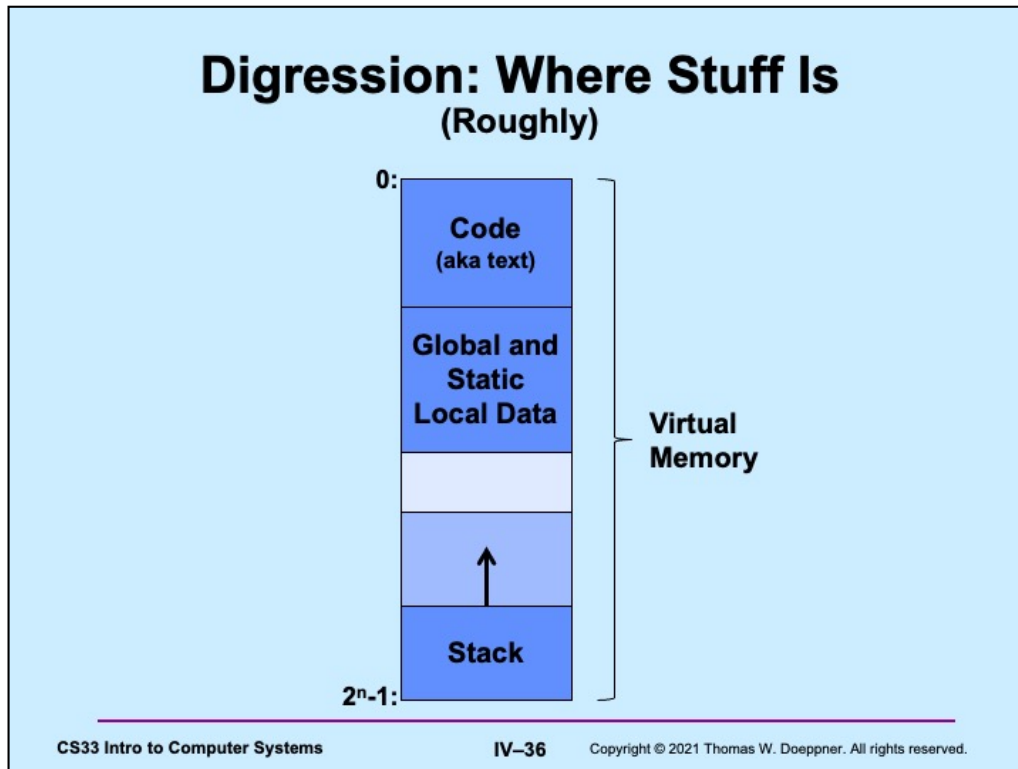 Digression: Where Stuff Is
(Roughly)
0:
Code
(aka text)
Global and
Static
Local Data
Virtual
Memory
Stack
2ⁿ-1:
CS33 Intro to Computer Systems
IV–36
Copyright © 2021 Thomas W. Doeppner. All rights reserved.